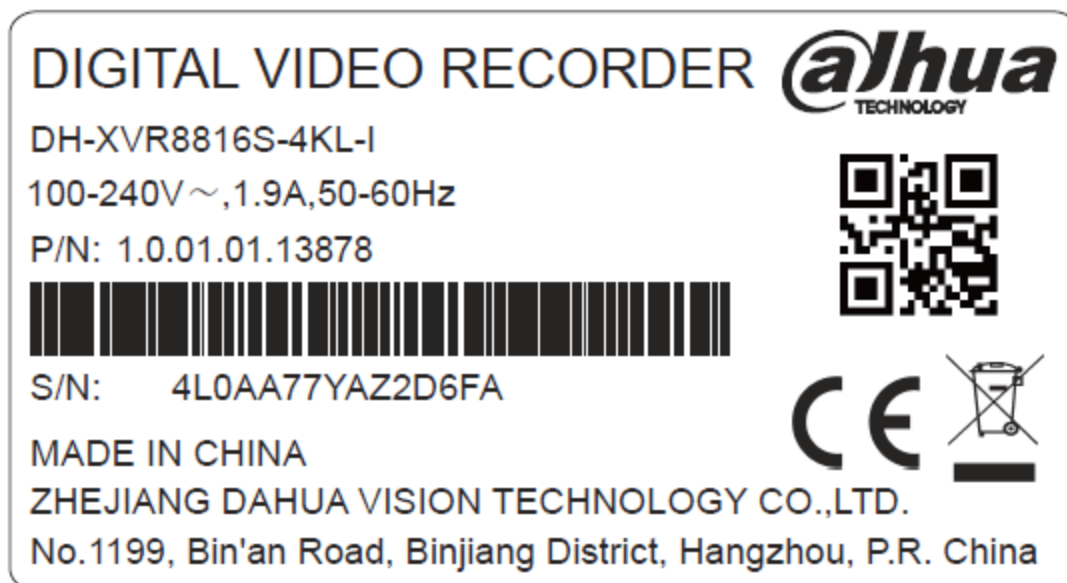 DIGITAL VIDEO RECORDER
alhua
TECHNOLOGY
DH-XVR8816S-4KL-I
100-240V～,1.9A,50-60Hz
P/N: 1.0.01.01.13878
S/N: 4L0AA77YAZ2D6FA
CE
MADE IN CHINA
ZHEJIANG DAHUA VISION TECHNOLOGY CO.,LTD.
No.1199, Bin'an Road, Binjiang District, Hangzhou, P.R. China